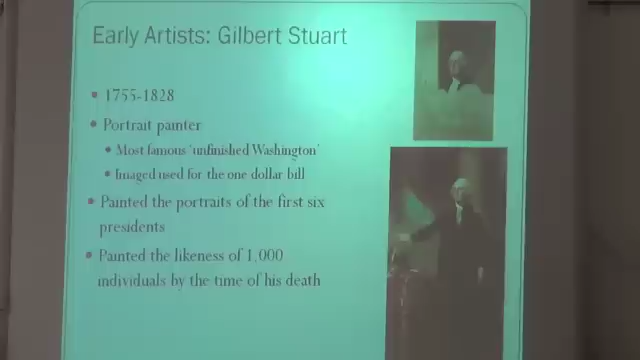 Early Artists: Gilbert Stuart
• 1755-1828
• Portrait painter
• Most famous 'unfinished Washington'
• Imaged used for the one dollar bill
• Painted the portraits of the first six
presidents
• Painted the likeness of 1,000
individuals by the time of his death